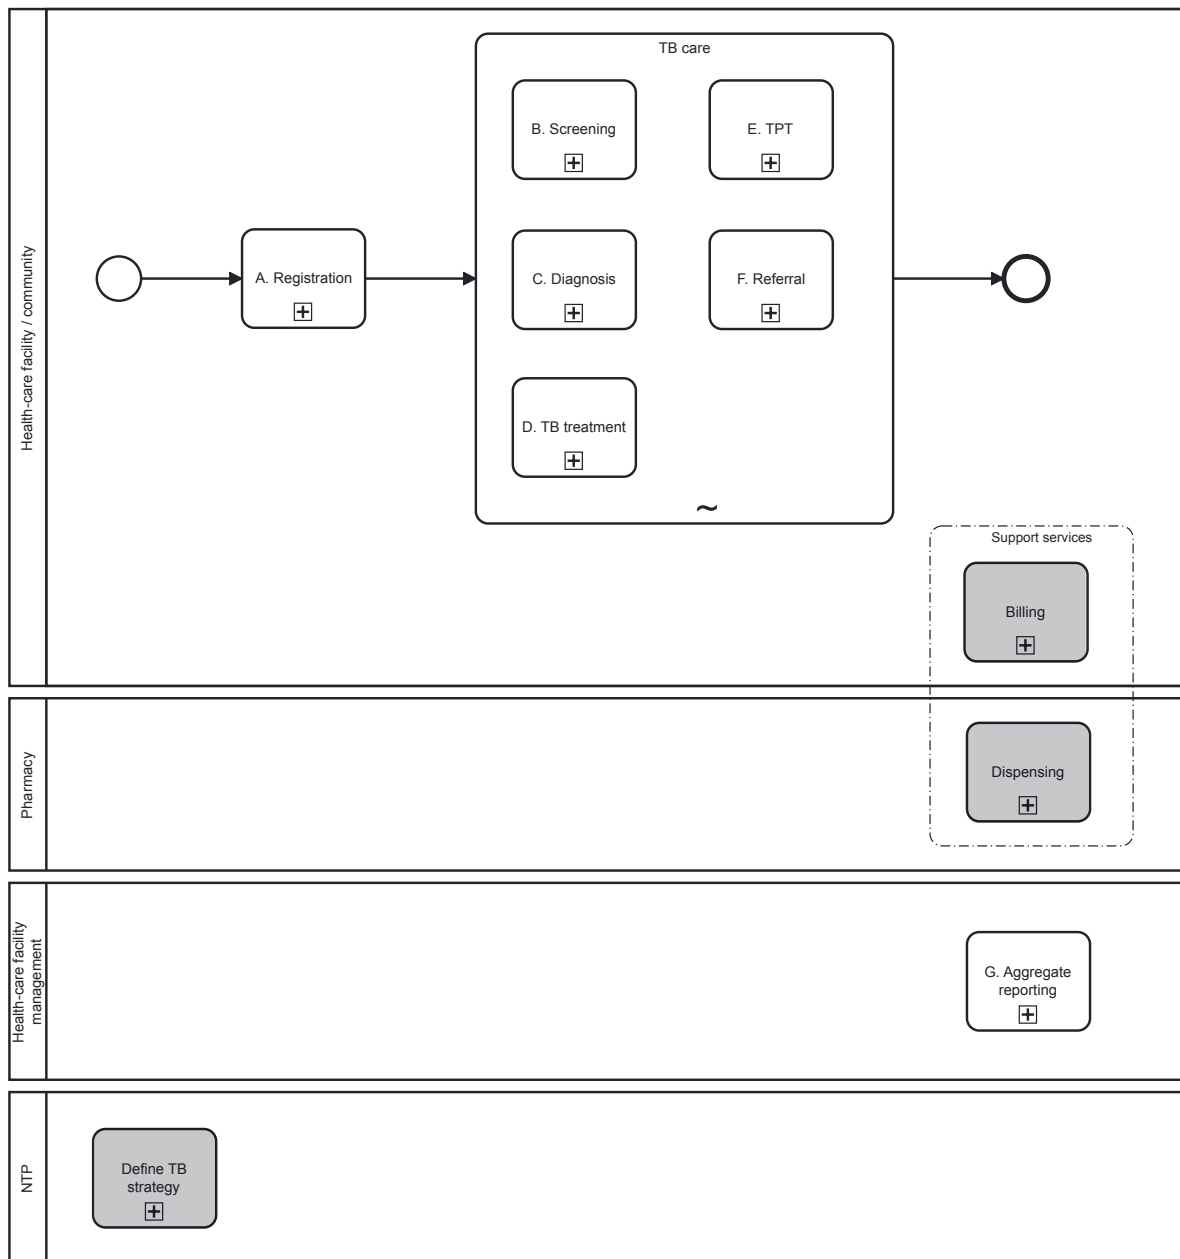 Health-care facility / community
TB care
B. Screening
E. TPT
A. Registration
C. Diagnosis
F. Referral
D. TB treatment
~
Support services
Billing
Pharmacy
Dispensing
Health-care facility
management
G. Aggregate
reporting
NTP
Define TB
strategy